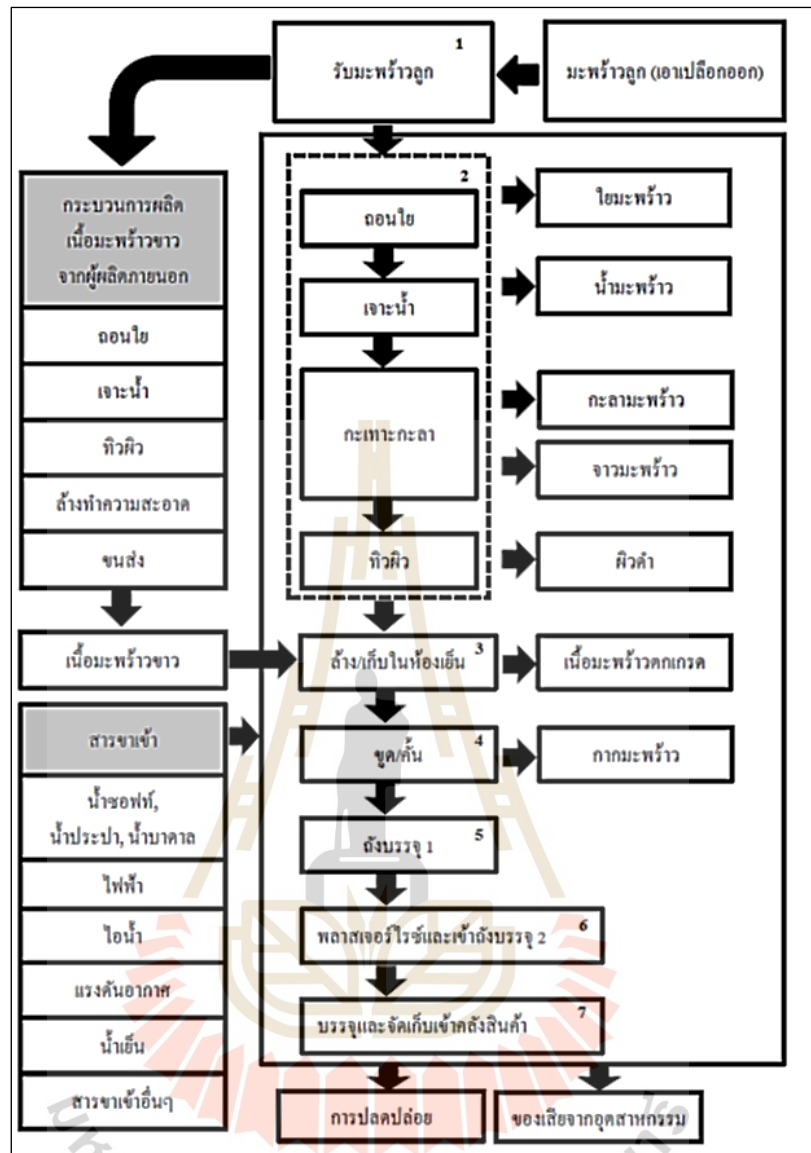 1
รับมะพร้าวลูก
มะพร้าวลูก (เอาเปลือกออก)
กระบวนการผลิต
เนื้อมะพร้าวขาว
จากผู้ผลิตภายนอก
ถอนใย
เจาะน้ำ
ทิวผิว
ล้างทำความสะอาด
ขนส่ง
เนื้อมะพร้าวขาว
สารขาเข้า
น้ำซอฟท์,
น้ำประปา, น้ำบาดาล
ไฟฟ้า
ไอน้ำ
แรงดันอากาศ
น้ำเย็น
สารขาเข้าอื่นๆ
2
ถอนใย
ใยมะพร้าว
เจาะน้ำ
น้ำมะพร้าว
กะเทาะกะลา
กะลามะพร้าว
จาวมะพร้าว
ทิวผิว
ผิวดำ
ล้าง/เก็บในห้องเย็น 3
เนื้อมะพร้าวตกเกรด
ขูด/คั้น 4
กากมะพร้าว
ถังบรรจุ 1 5
พลาสเจอร์ไรซ์และเข้าถังบรรจุ 2 6
บรรจุและจัดเก็บเข้าคลังสินค้า 7
การปลดปล่อย
ของเสียจากอุตสาหกรรม